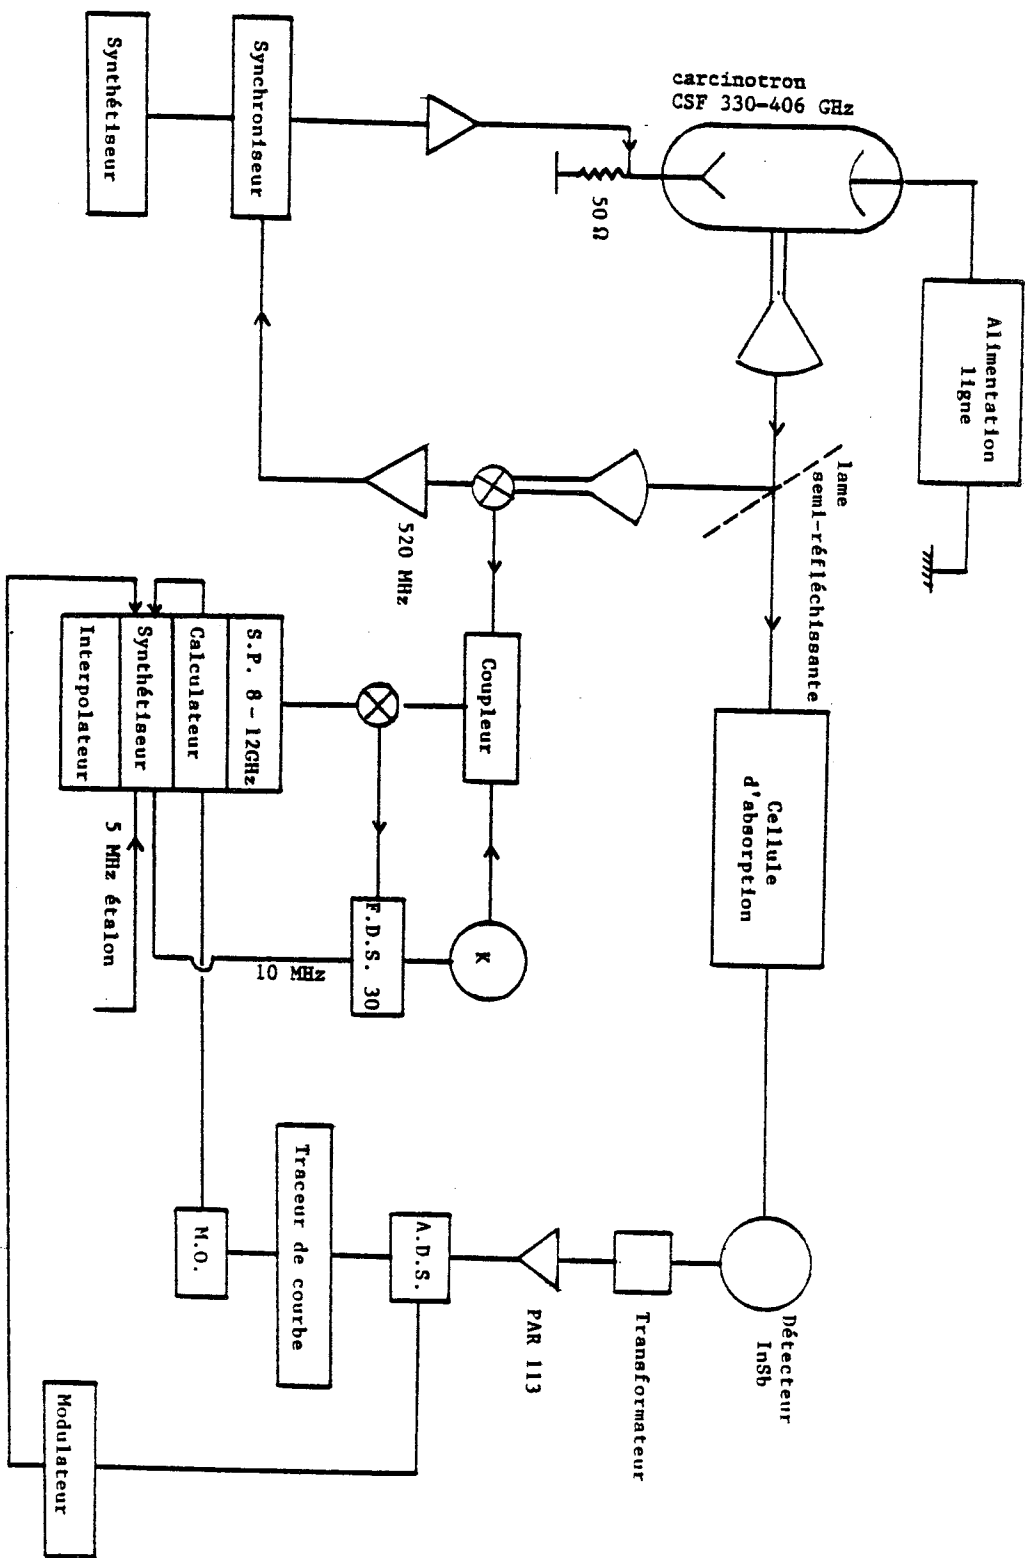 carcinotron
CSF 330-406 GHz
Alimentation
ligne
Synthétiseur
Synchroniseur
50 Ω
lame
semi-réfléchissante
520 MHz
Coupleur
Cellule
d'absorption
S.P. 8-12GHz
Calculateur
Synthétiseur
Interpolateur
5 MHz étalon
10 MHz
F.D.S. 30
K
Détecteur
InSb
Transformateur
PAR 113
A.D.S.
Traceur de courbe
M.O.
Modulateur